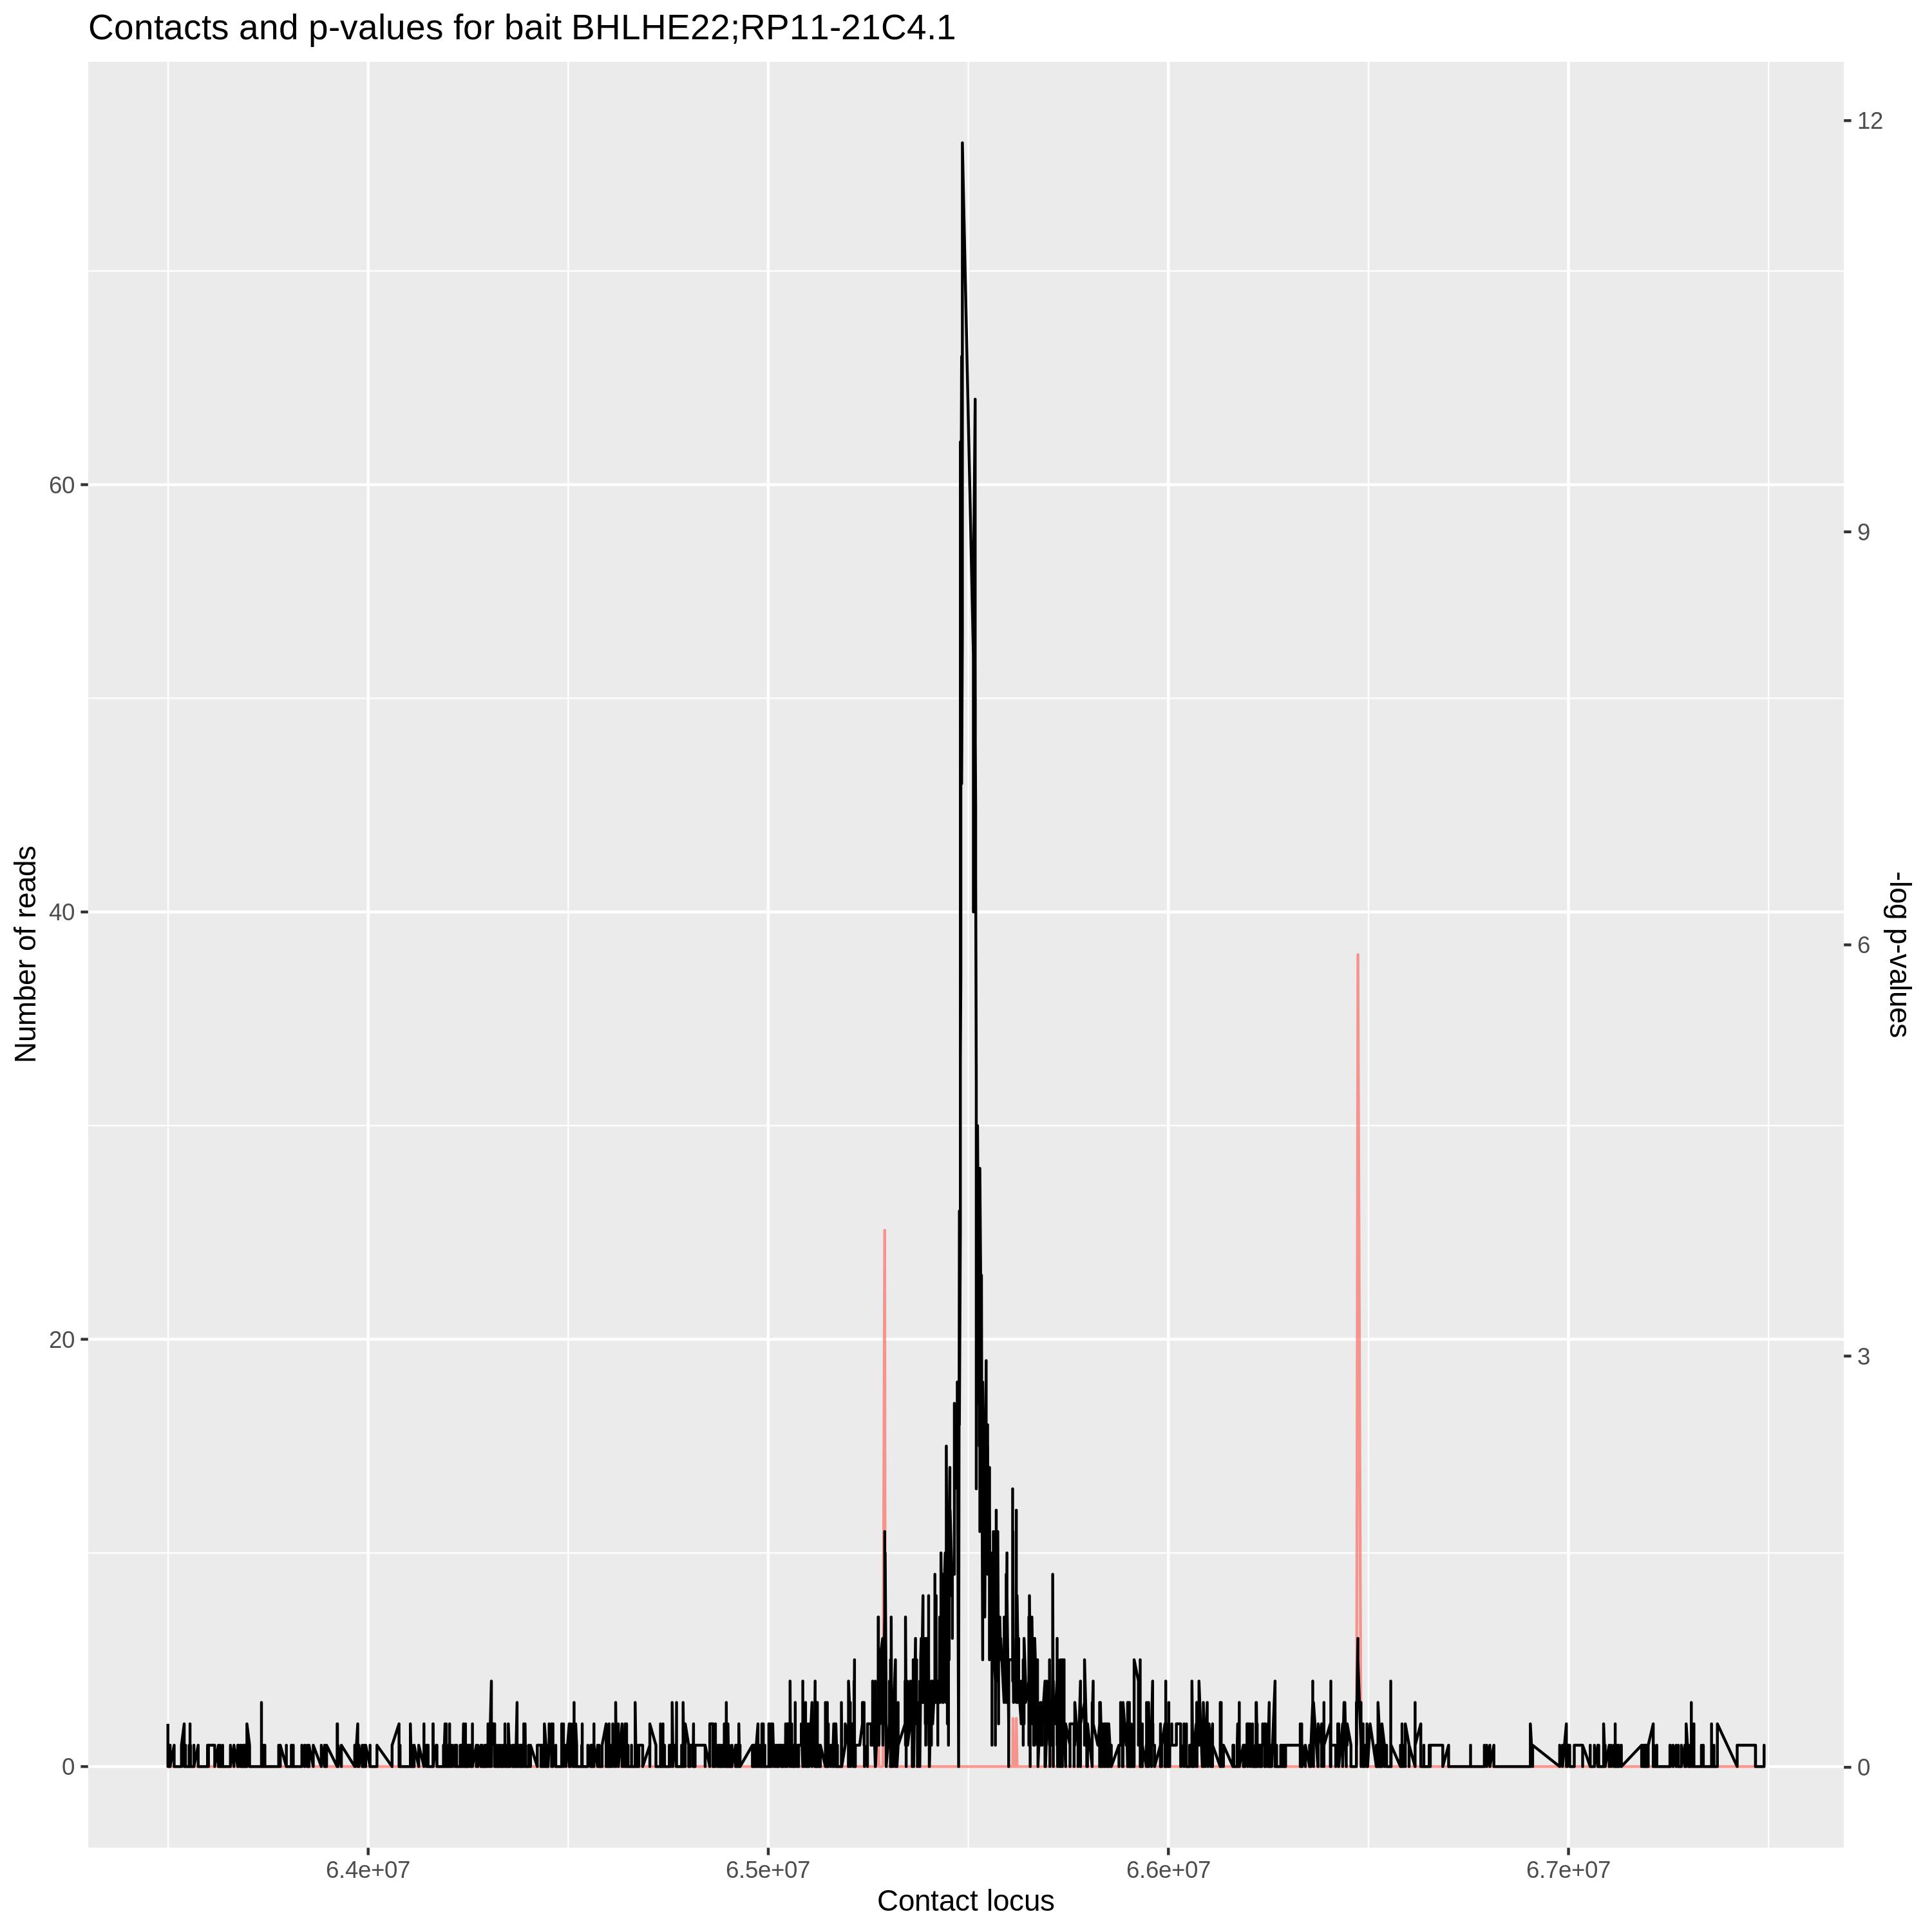 Contacts and p-values for bait BHLHE22;RP11-21C4.1
Number of reads
60
40
20
0
12
9
6
3
0
-log p-values
6.4e+07
6.5e+07
6.6e+07
6.7e+07
Contact locus